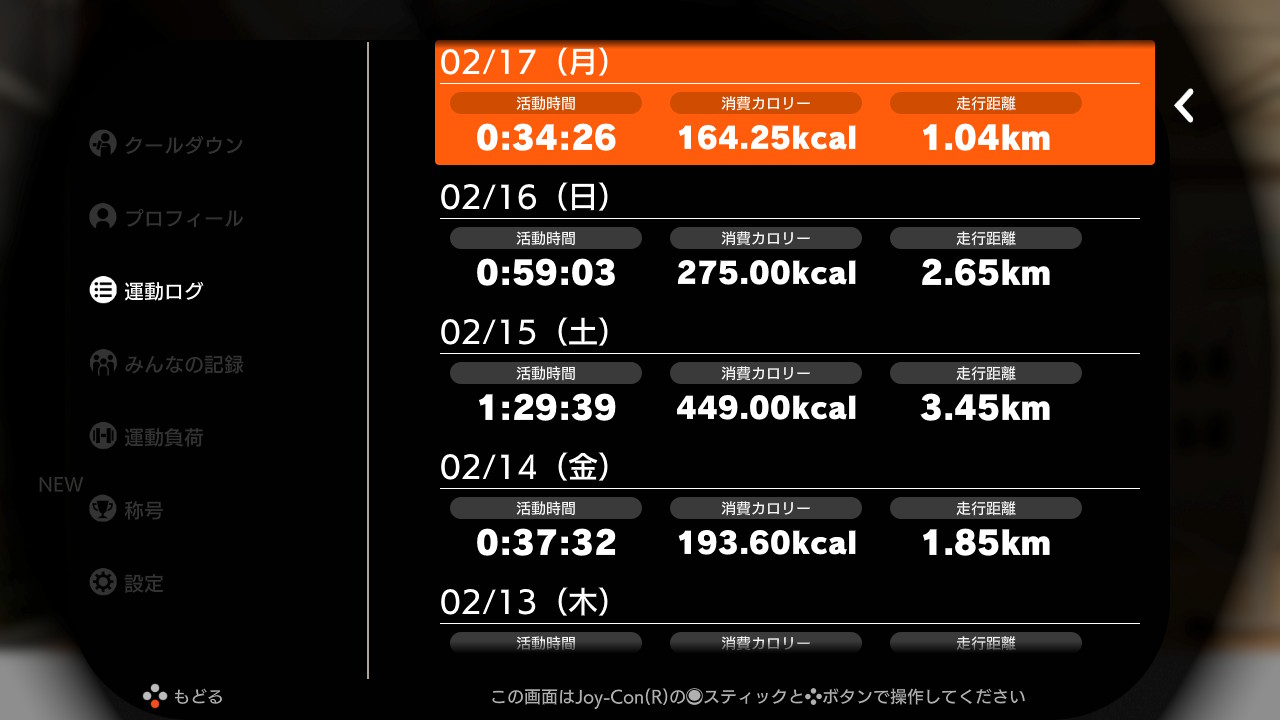 クールダウン
プロフィール
運動ログ
みんなの記録
運動負荷
NEW
称号
設定
02/17（月）
活動時間 消費カロリー 走行距離
0:34:26 164.25kcal 1.04km
02/16（日）
活動時間 消費カロリー 走行距離
0:59:03 275.00kcal 2.65km
02/15（土）
活動時間 消費カロリー 走行距離
1:29:39 449.00kcal 3.45km
02/14（金）
活動時間 消費カロリー 走行距離
0:37:32 193.60kcal 1.85km
02/13（木）
活動時間 消費カロリー 走行距離
もどる
この画面はJoy-Con(R)のスティックとボタンで操作してください